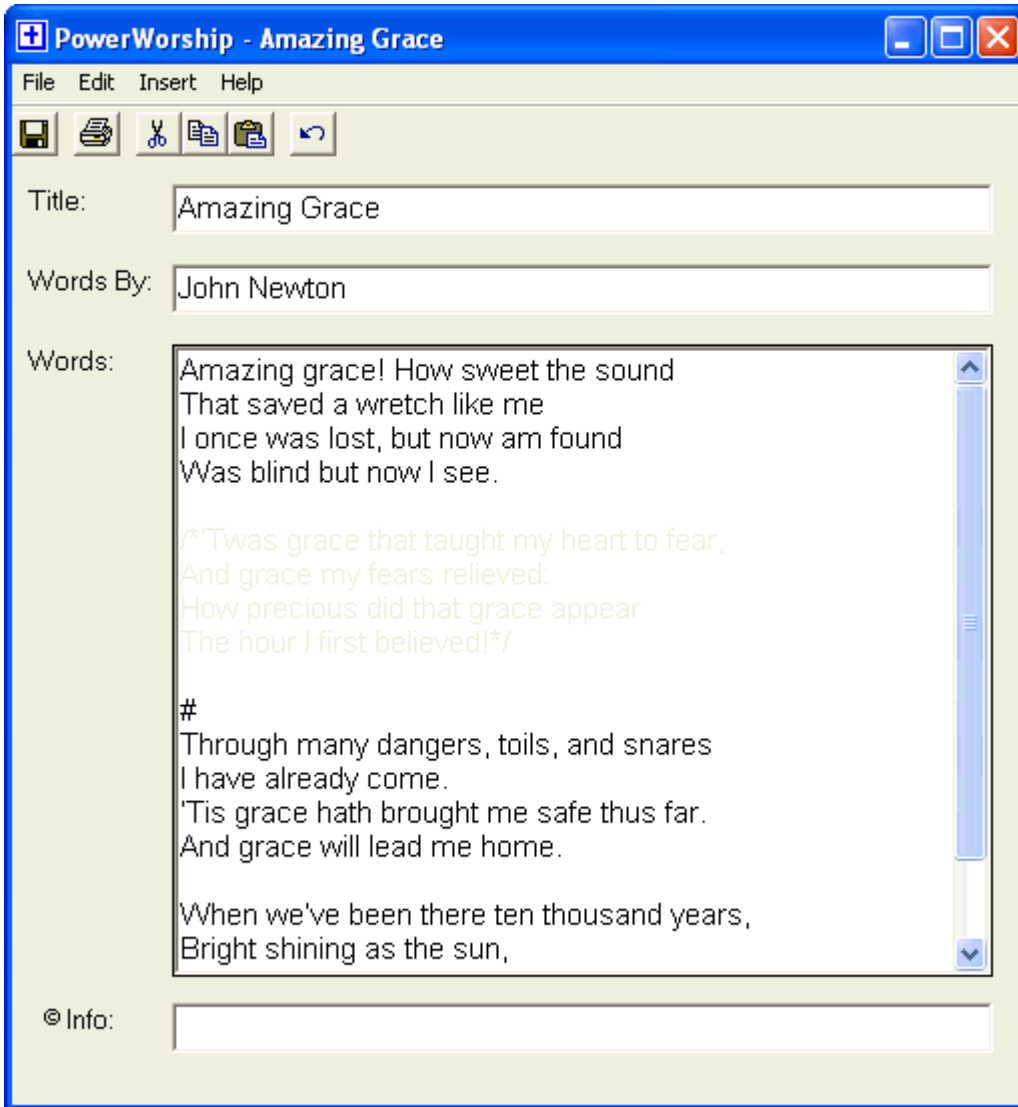 PowerWorship - Amazing Grace
File Edit Insert Help
Title: Amazing Grace
Words By: John Newton
Words: Amazing grace! How sweet the sound
That saved a wretch like me
I once was lost, but now am found
Was blind but now I see.
/*'Twas grace that taught my heart to fear,
And grace my fears relieved:
How precious did that grace appear
The hour I first believed!*/
#
Through many dangers, toils, and snares
I have already come.
'Tis grace hath brought me safe thus far.
And grace will lead me home.
When we've been there ten thousand years,
Bright shining as the sun,
© Info: